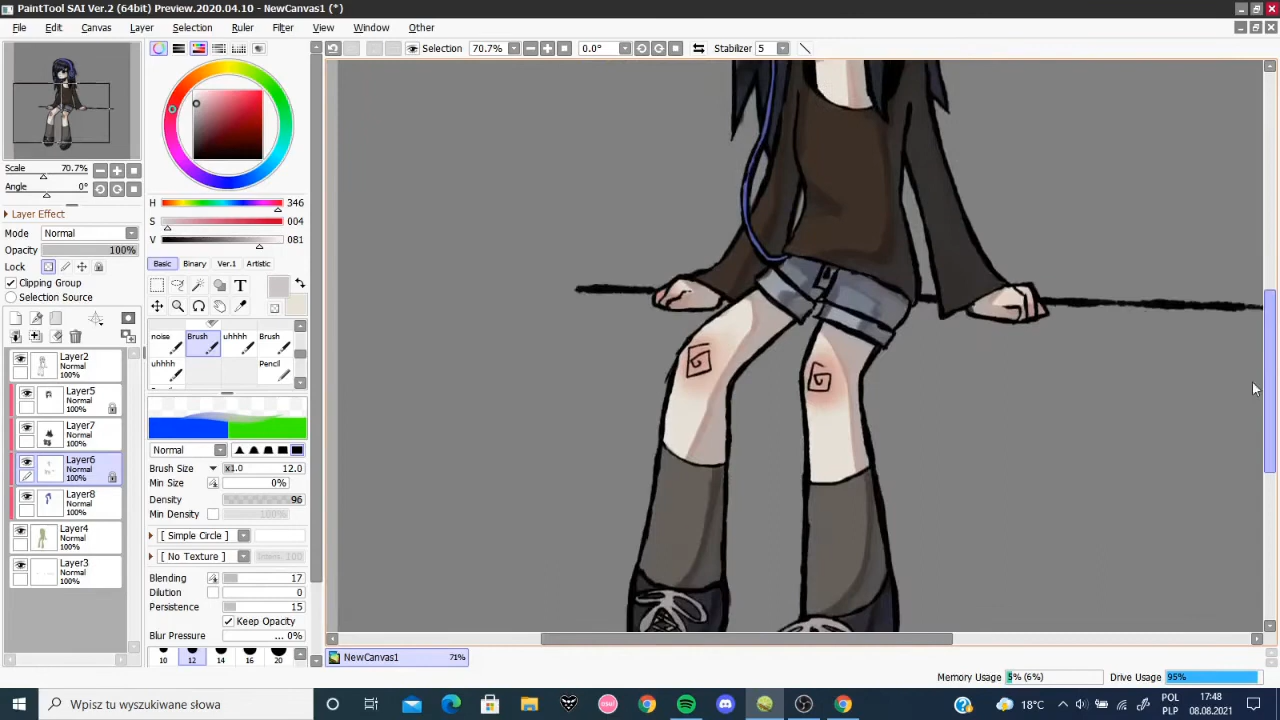 PaintTool SAI Ver.2 (64bit) Preview.2020.04.10 - NewCanvas1 (*)
File Edit Canvas Layer Selection Ruler Filter View Window Other
Selection 70.7% 0.0° Stabilizer 5
Scale
70.7%
Angle
0°
H 346
S 004
V 081
Layer Effect
Mode Normal
Opacity 100%
Lock
Clipping Group
Selection Source
Basic Binary Ver.1 Artistic
T
noise Brush uhhhh Brush
uhhhh Pencil
Layer2
Normal
100%
Layer5
Normal
100%
Layer7
Normal
100%
Layer6
Normal
100%
Layer8
Normal
100%
Layer4
Normal
100%
Layer3
Normal
100%
Normal
Brush Size x1.0 12.0
Min Size 0%
Density 96
Min Density 100%
[ Simple Circle ]
[ No Texture ] Intens. 100
Blending 17
Dilution 0
Persistence 15
Keep Opacity
Blur Pressure ... 0%
10 12 14 16 20
NewCanvas1 71%
Memory Usage 5% (6%) Drive Usage 95%
Wpisz tu wyszukiwane słowa
osu!
18°C
POL
PLP
17:48
08.08.2021